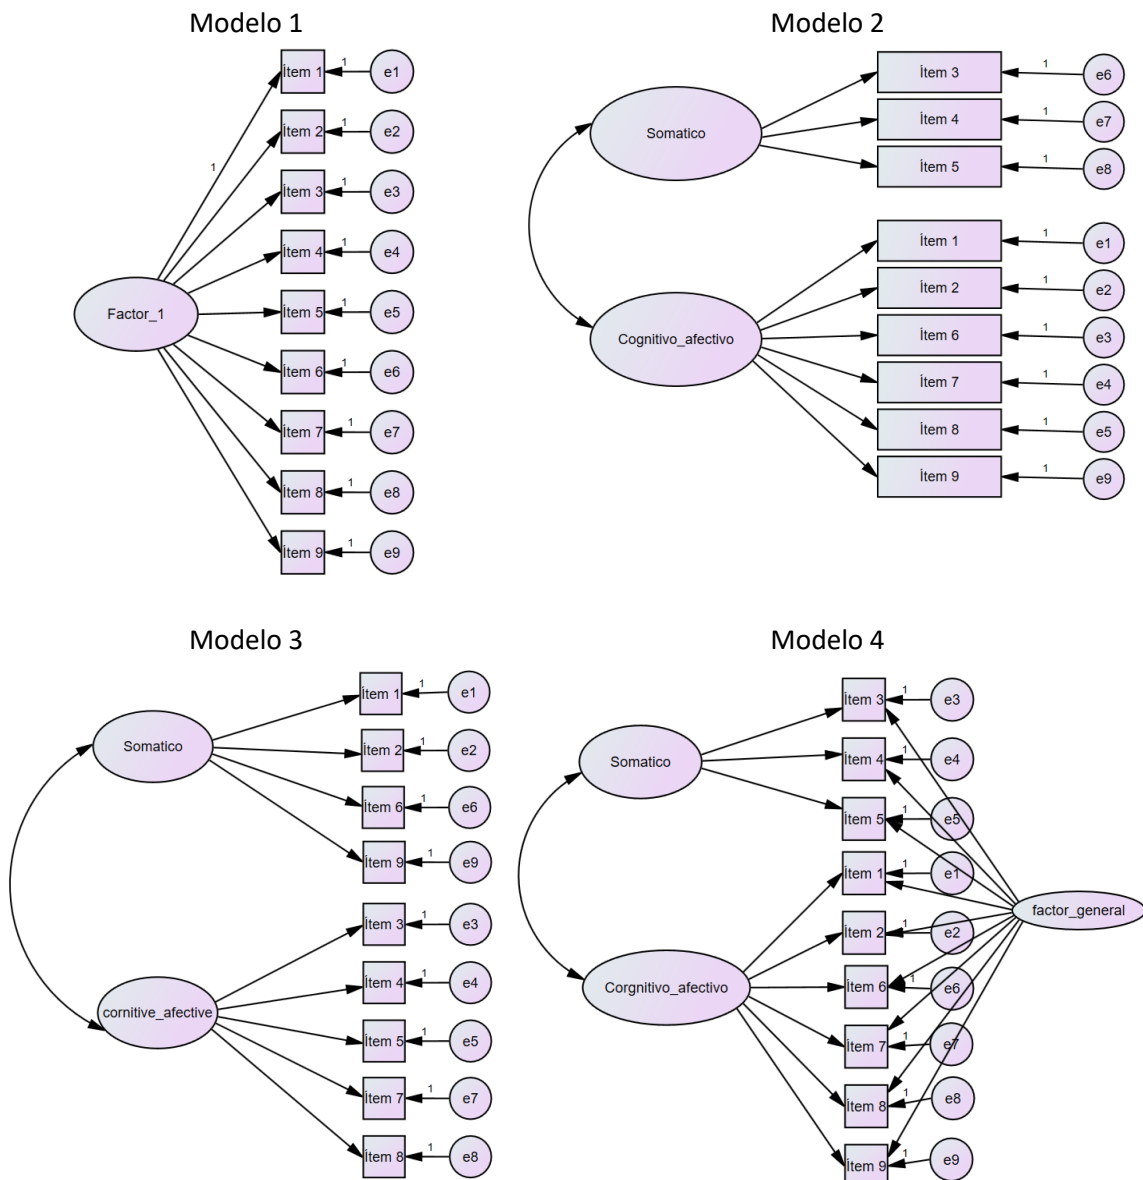 Modelo 1
Ítem 1
1
e1
Ítem 2
1
e2
1
Ítem 3
1
e3
Ítem 4
1
e4
Factor_1
Ítem 5
1
e5
Ítem 6
1
e6
Ítem 7
1
e7
Ítem 8
1
e8
Ítem 9
1
e9
Modelo 2
Somatico
Ítem 3
1
e6
Ítem 4
1
e7
Ítem 5
1
e8
Cognitivo_afectivo
Ítem 1
1
e1
Ítem 2
1
e2
Ítem 6
1
e3
Ítem 7
1
e4
Ítem 8
1
e5
Ítem 9
1
e9
Modelo 3
Somatico
Ítem 1
1
e1
Ítem 2
1
e2
Ítem 6
1
e6
Ítem 9
1
e9
cornitive_afective
Ítem 3
1
e3
Ítem 4
1
e4
Ítem 5
1
e5
Ítem 7
1
e7
Ítem 8
1
e8
Modelo 4
Somatico
Ítem 3
1
e3
Ítem 4
1
e4
Ítem 5
1
e5
Ítem 1
1
e1
factor_general
Corgnitivo_afectivo
Ítem 2
1
e2
Ítem 6
1
e6
Ítem 7
1
e7
Ítem 8
1
e8
Ítem 9
1
e9